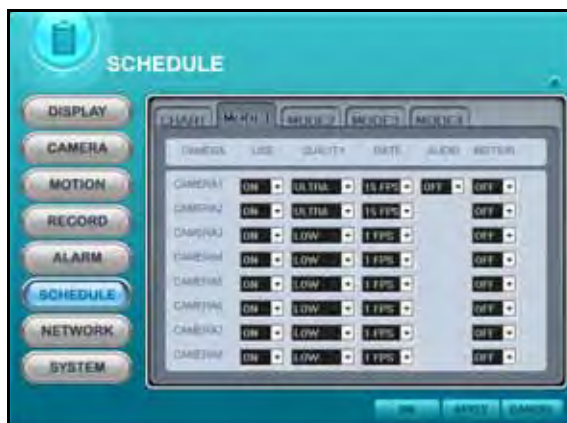 SCHEDULE
DISPLAY
CAMERA
MOTION
RECORD
ALARM
SCHEDULE
NETWORK
SYSTEM
CHART MODE1 MODE2 MODE3
CAMERA USE QUALITY RATE AUDIO MOTION
CAMERA1 ON ULTRA 15 FPS OFF OFF
CAMERA2 ON ULTRA 15 FPS OFF
CAMERA3 ON LOW 1 FPS OFF
CAMERA4 ON LOW 1 FPS OFF
CAMERA5 ON LOW 1 FPS OFF
CAMERA6 ON LOW 1 FPS OFF
CAMERA7 ON LOW 1 FPS OFF
CAMERA8 ON LOW 1 FPS OFF
OK APPLY CANCEL